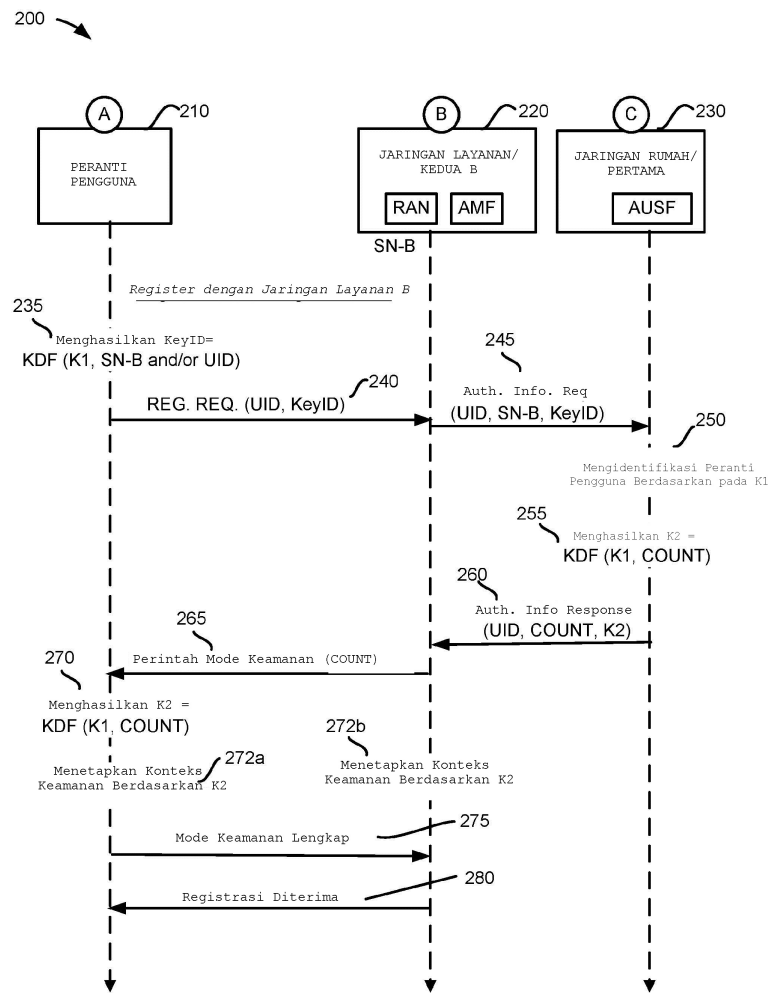 200
A
210
B
220
C
230
PERANTI
PENGGUNA
JARINGAN LAYANAN/
KEDUA B
RAN
AMF
JARINGAN RUMAH/
PERTAMA
AUSF
SN-B
Register dengan Jaringan Layanan B
235
Menghasilkan KeyID=
KDF (K1, SN-B and/or UID)
240
REG. REQ. (UID, KeyID)
245
Auth. Info. Req
(UID, SN-B, KeyID)
250
Mengidentifikasi Peranti
Pengguna Berdasarkan pada K1
255
Menghasilkan K2 =
KDF (K1, COUNT)
260
Auth. Info Response
(UID, COUNT, K2)
265
Perintah Mode Keamanan (COUNT)
270
Menghasilkan K2 =
KDF (K1, COUNT)
272a
Menetapkan Konteks
Keamanan Berdasarkan K2
272b
Menetapkan Konteks
Keamanan Berdasarkan K2
275
Mode Keamanan Lengkap
280
Registrasi Diterima